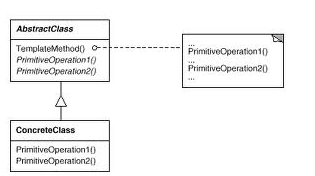 AbstractClass
TemplateMethod()
PrimitiveOperation1()
PrimitiveOperation2()
...
PrimitiveOperation1()
...
PrimitiveOperation2()
...
ConcreteClass
PrimitiveOperation1()
PrimitiveOperation2()